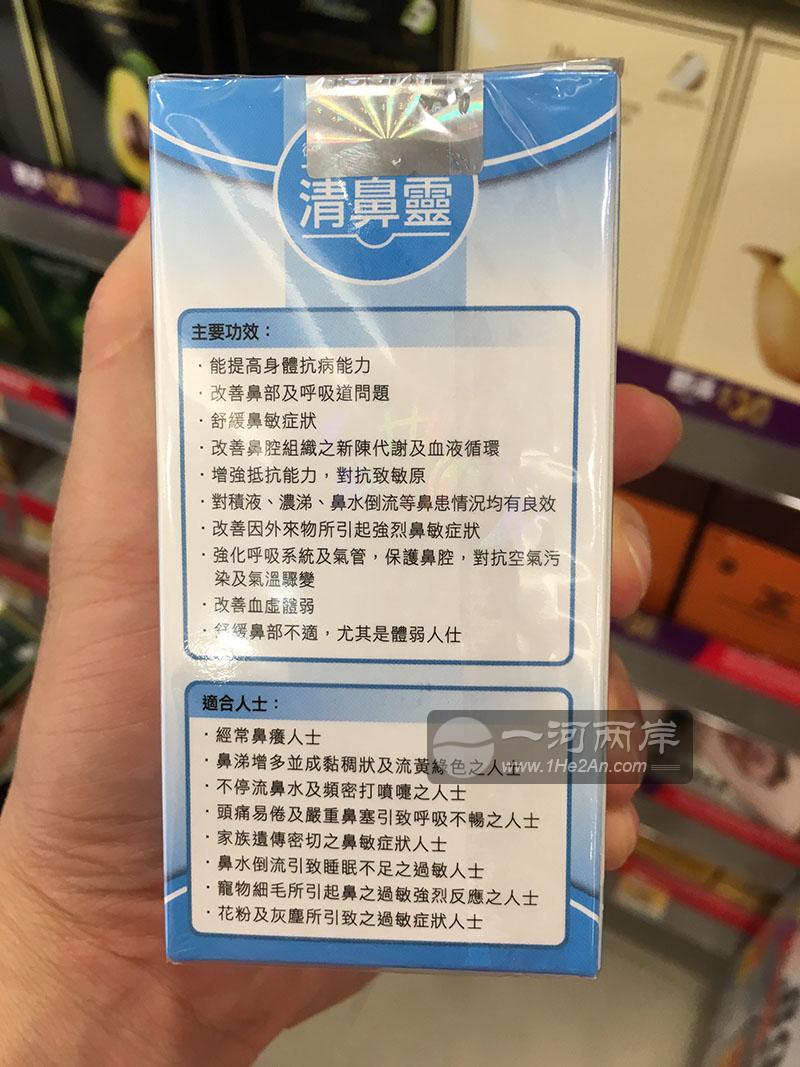 清鼻靈
主要功效：
·能提高身體抗病能力
·改善鼻部及呼吸道問題
·舒緩鼻敏症狀
·改善鼻腔組織之新陳代謝及血液循環
·增強抵抗能力，對抗致敏原
·對積液、濃涕、鼻水倒流等鼻患情況均有良效
·改善因外來物所引起強烈鼻敏症狀
·強化呼吸系統及氣管，保護鼻腔，對抗空氣污
染及氣溫驟變
·改善血虛體弱
·舒緩鼻部不適，尤其是體弱人仕
適合人士：
·經常鼻癢人士
·鼻涕增多並成黏稠狀及流黃綠色之人士
·不停流鼻水及頻密打噴嚏之人士
·頭痛易倦及嚴重鼻塞引致呼吸不暢之人士
·家族遺傳密切之鼻敏症狀人士
·鼻水倒流引致睡眠不足之過敏人士
·寵物細毛所引起鼻之過敏強烈反應之人士
·花粉及灰塵所引致之過敏症狀人士
一河两岸
www.1He2An.com